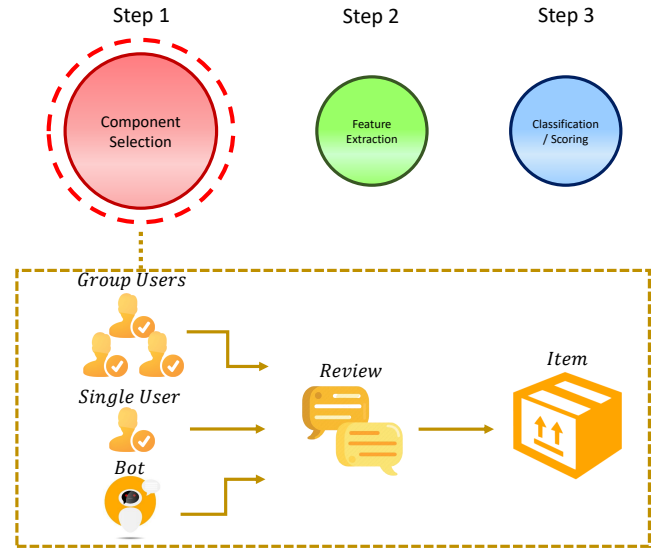 Step 1
Step 2
Step 3
Component
Selection
Feature
Extraction
Classification
/ Scoring
Group Users
Single User
Bot
Review
Item